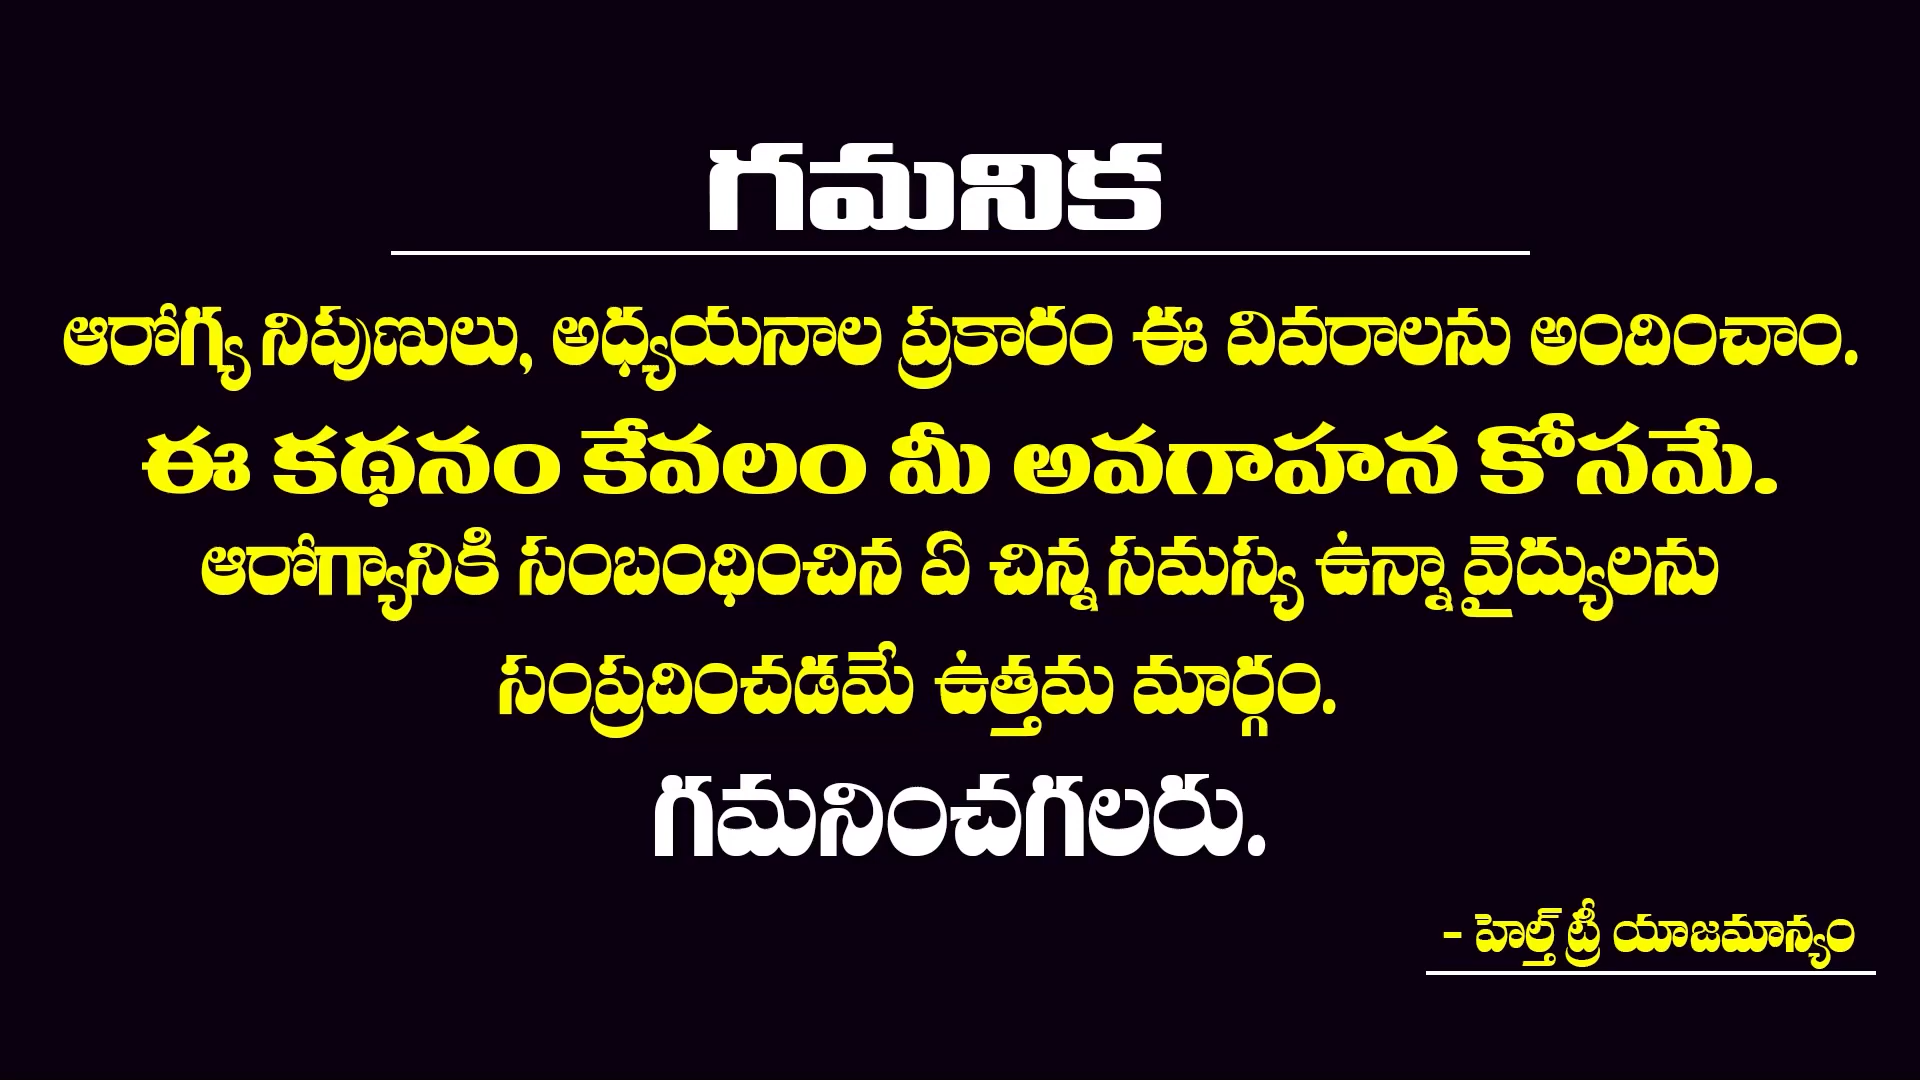 గమనిక
ఆరోగ్య నిపుణులు, అధ్యయనాల ప్రకారం ఈ వివరాలను అందించాం.
ఈ కథనం కేవలం మీ అవగాహన కోసమే.
ఆరోగ్యానికి సంబంధించిన ఏ చిన్న సమస్య ఉన్నా వైద్యులను
సంప్రదించడమే ఉత్తమ మార్గం.
గమనించగలరు.
- హెల్త్ ట్రీ యాజమాన్యం